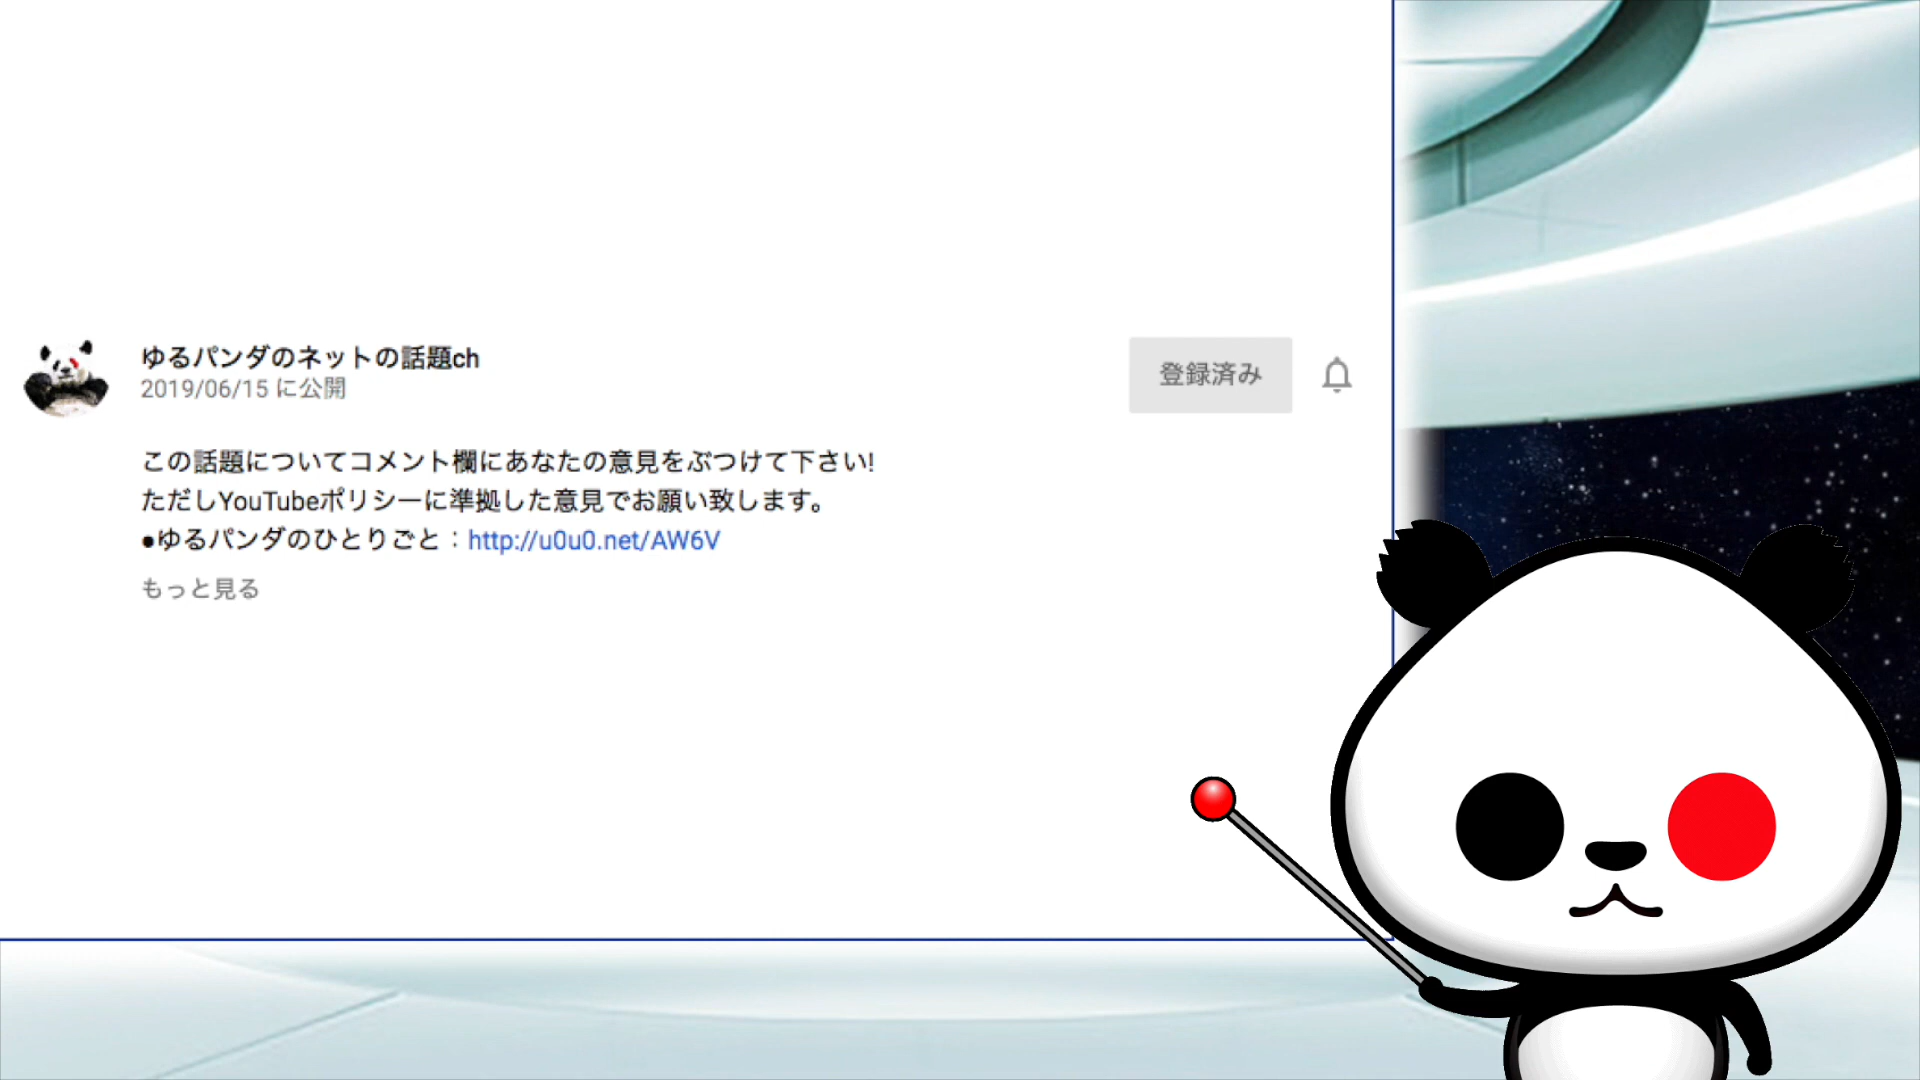 ゆるパンダのネットの話題ch
2019/06/15 に公開
登録済み
この話題についてコメント欄にあなたの意見をぶつけて下さい!
ただしYouTubeポリシーに準拠した意見でお願い致します。
●ゆるパンダのひとりごと：http://u0u0.net/AW6V
もっと見る